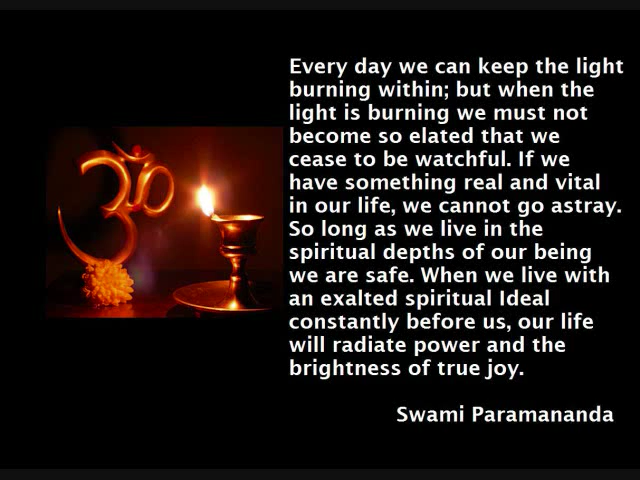 Every day we can keep the light
burning within; but when the
light is burning we must not
become so elated that we
cease to be watchful. If we
have something real and vital
in our life, we cannot go astray.
So long as we live in the
spiritual depths of our being
we are safe. When we live with
an exalted spiritual Ideal
constantly before us, our life
will radiate power and the
brightness of true joy.
Swami Paramananda